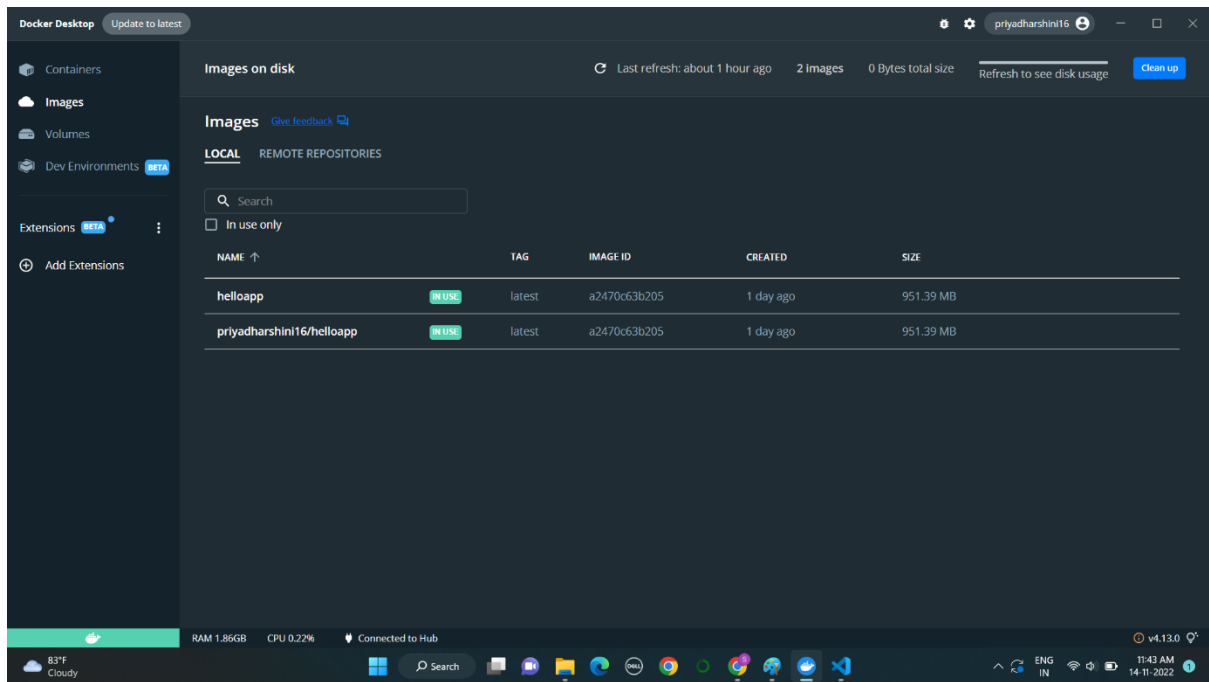 Docker Desktop Update to latest priyadharshini16
Containers
Images
Volumes
Dev Environments BETA
Extensions BETA
Add Extensions
Images on disk Last refresh: about 1 hour ago 2 images 0 Bytes total size Refresh to see disk usage Clean up
Images Give feedback
LOCAL REMOTE REPOSITORIES
Search
In use only
NAME TAG IMAGE ID CREATED SIZE
helloapp IN USE latest a2470c63b205 1 day ago 951.39 MB
priyadharshini16/helloapp IN USE latest a2470c63b205 1 day ago 951.39 MB
RAM 1.86GB CPU 0.22% Connected to Hub v4.13.0
83°F
Cloudy
Search
DELL
S
ENG
IN
11:43 AM
14-11-2022
1